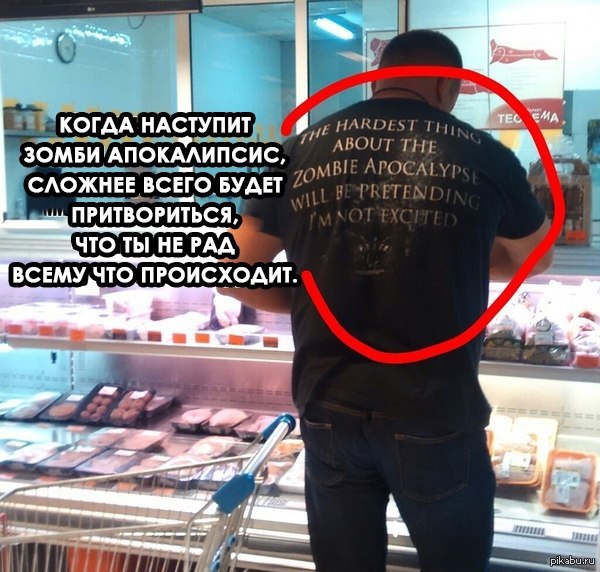 КОГДА НАСТУПИТ
ЗОМБИ АПОКАЛИПСИС,
СЛОЖНЕЕ ВСЕГО БУДЕТ
ПРИТВОРИТЬСЯ,
ЧТО ТЫ НЕ РАД
ВСЕМУ ЧТО ПРОИСХОДИТ.
THE HARDEST THING
ABOUT THE
ZOMBIE APOCALYPSE
WILL BE PRETENDING
I'M NOT EXCITED
pikabu.ru